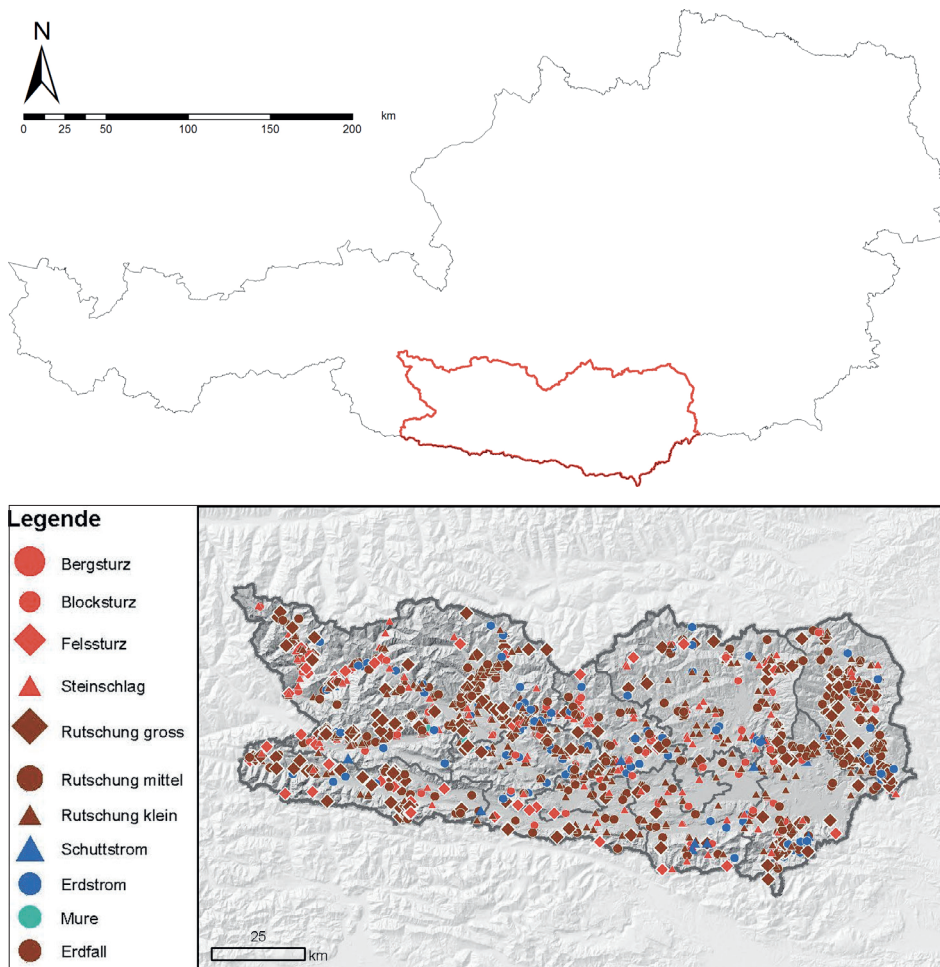 N
km
0 25 50 100 150 200
Legende
Bergsturz
Blocksturz
Felssturz
Steinschlag
Rutschung gross
Rutschung mittel
Rutschung klein
Schuttstrom
Erdstrom
Mure
Erdfall
25
km